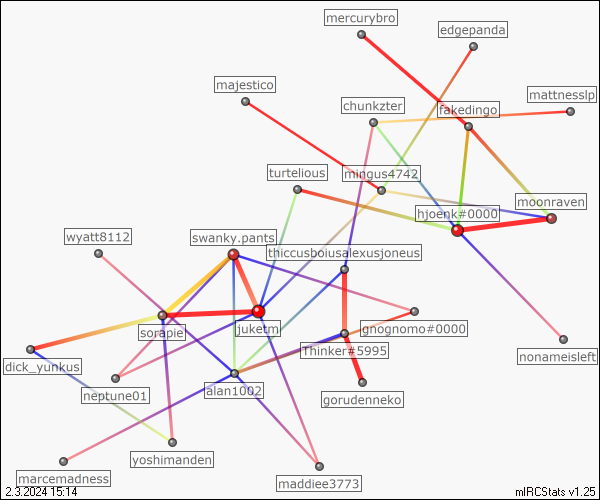 mercurybro
edgepanda
majestico
mattnesslp
chunkzter
fakedingo
turtelious
mingus4742
moonraven
hjoenk#0000
wyatt8112
swanky.pants
thiccusboiusalexusjoneus
sorapie
juketm
gnognomo#0000
Thinker#5995
nonameisleft
dick_yunkus
neptune01
alan1002
gorudenneko
yoshimanden
marcemadness
maddiee3773
2.3.2024 15:14
mIRCStats v1.25